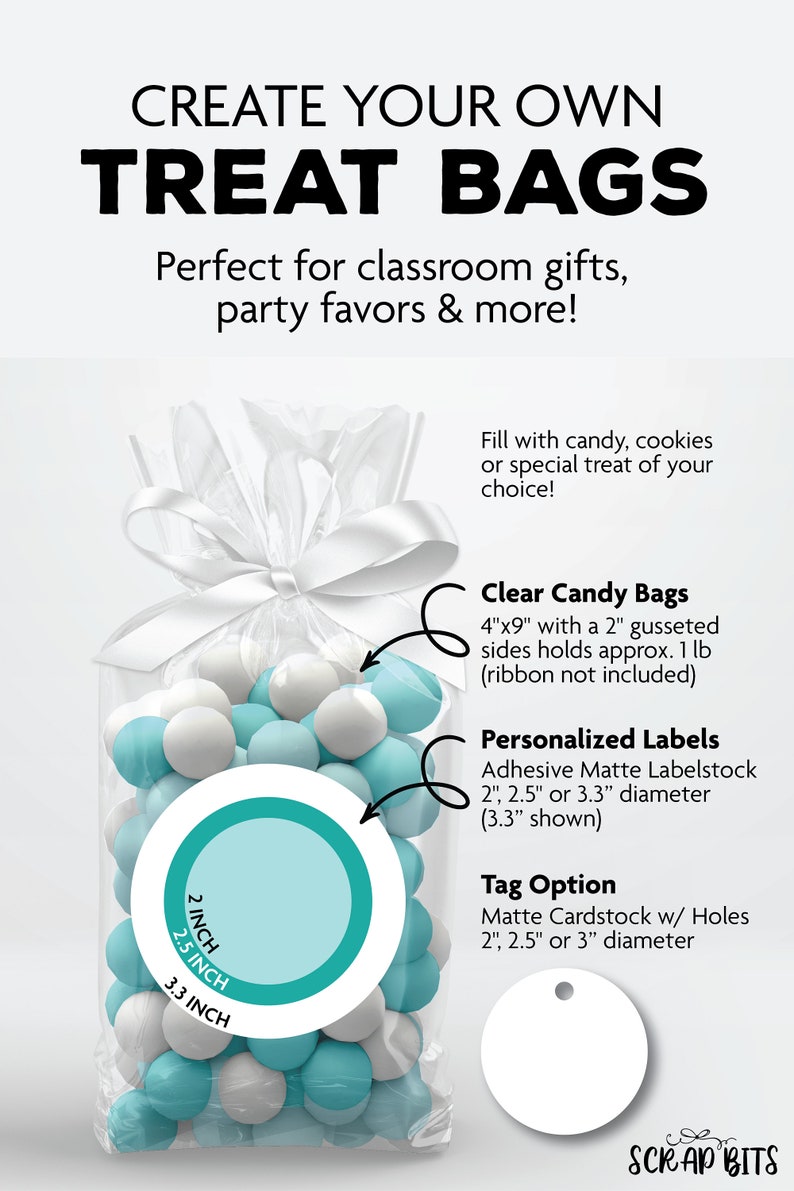 CREATE YOUR OWN
TREAT BAGS
Perfect for classroom gifts,
party favors & more!
Fill with candy, cookies
or special treat of your
choice!
Clear Candy Bags
4"x9" with a 2" gusseted
sides holds approx. 1 lb
(ribbon not included)
Personalized Labels
Adhesive Matte Labelstock
2", 2.5" or 3.3” diameter
(3.3” shown)
Tag Option
Matte Cardstock w/ Holes
2", 2.5" or 3” diameter
2 INCH
2.5 INCH
3.3 INCH
SCRAP BITS